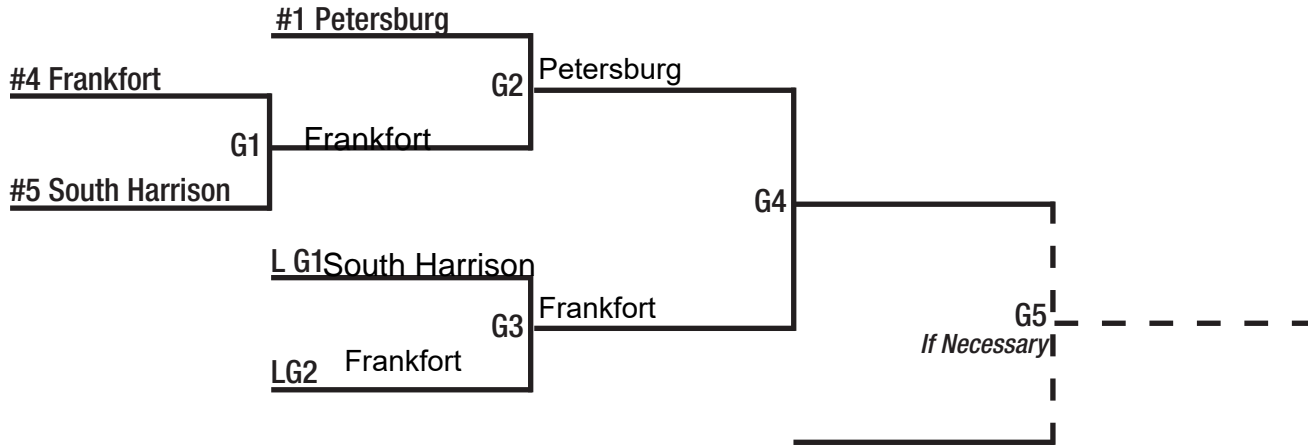 #1 Petersburg
#4 Frankfort
G2
Petersburg
G1
Frankfort
#5 South Harrison
G4
L G1 South Harrison
G3
Frankfort
LG2 Frankfort
G5
If Necessary